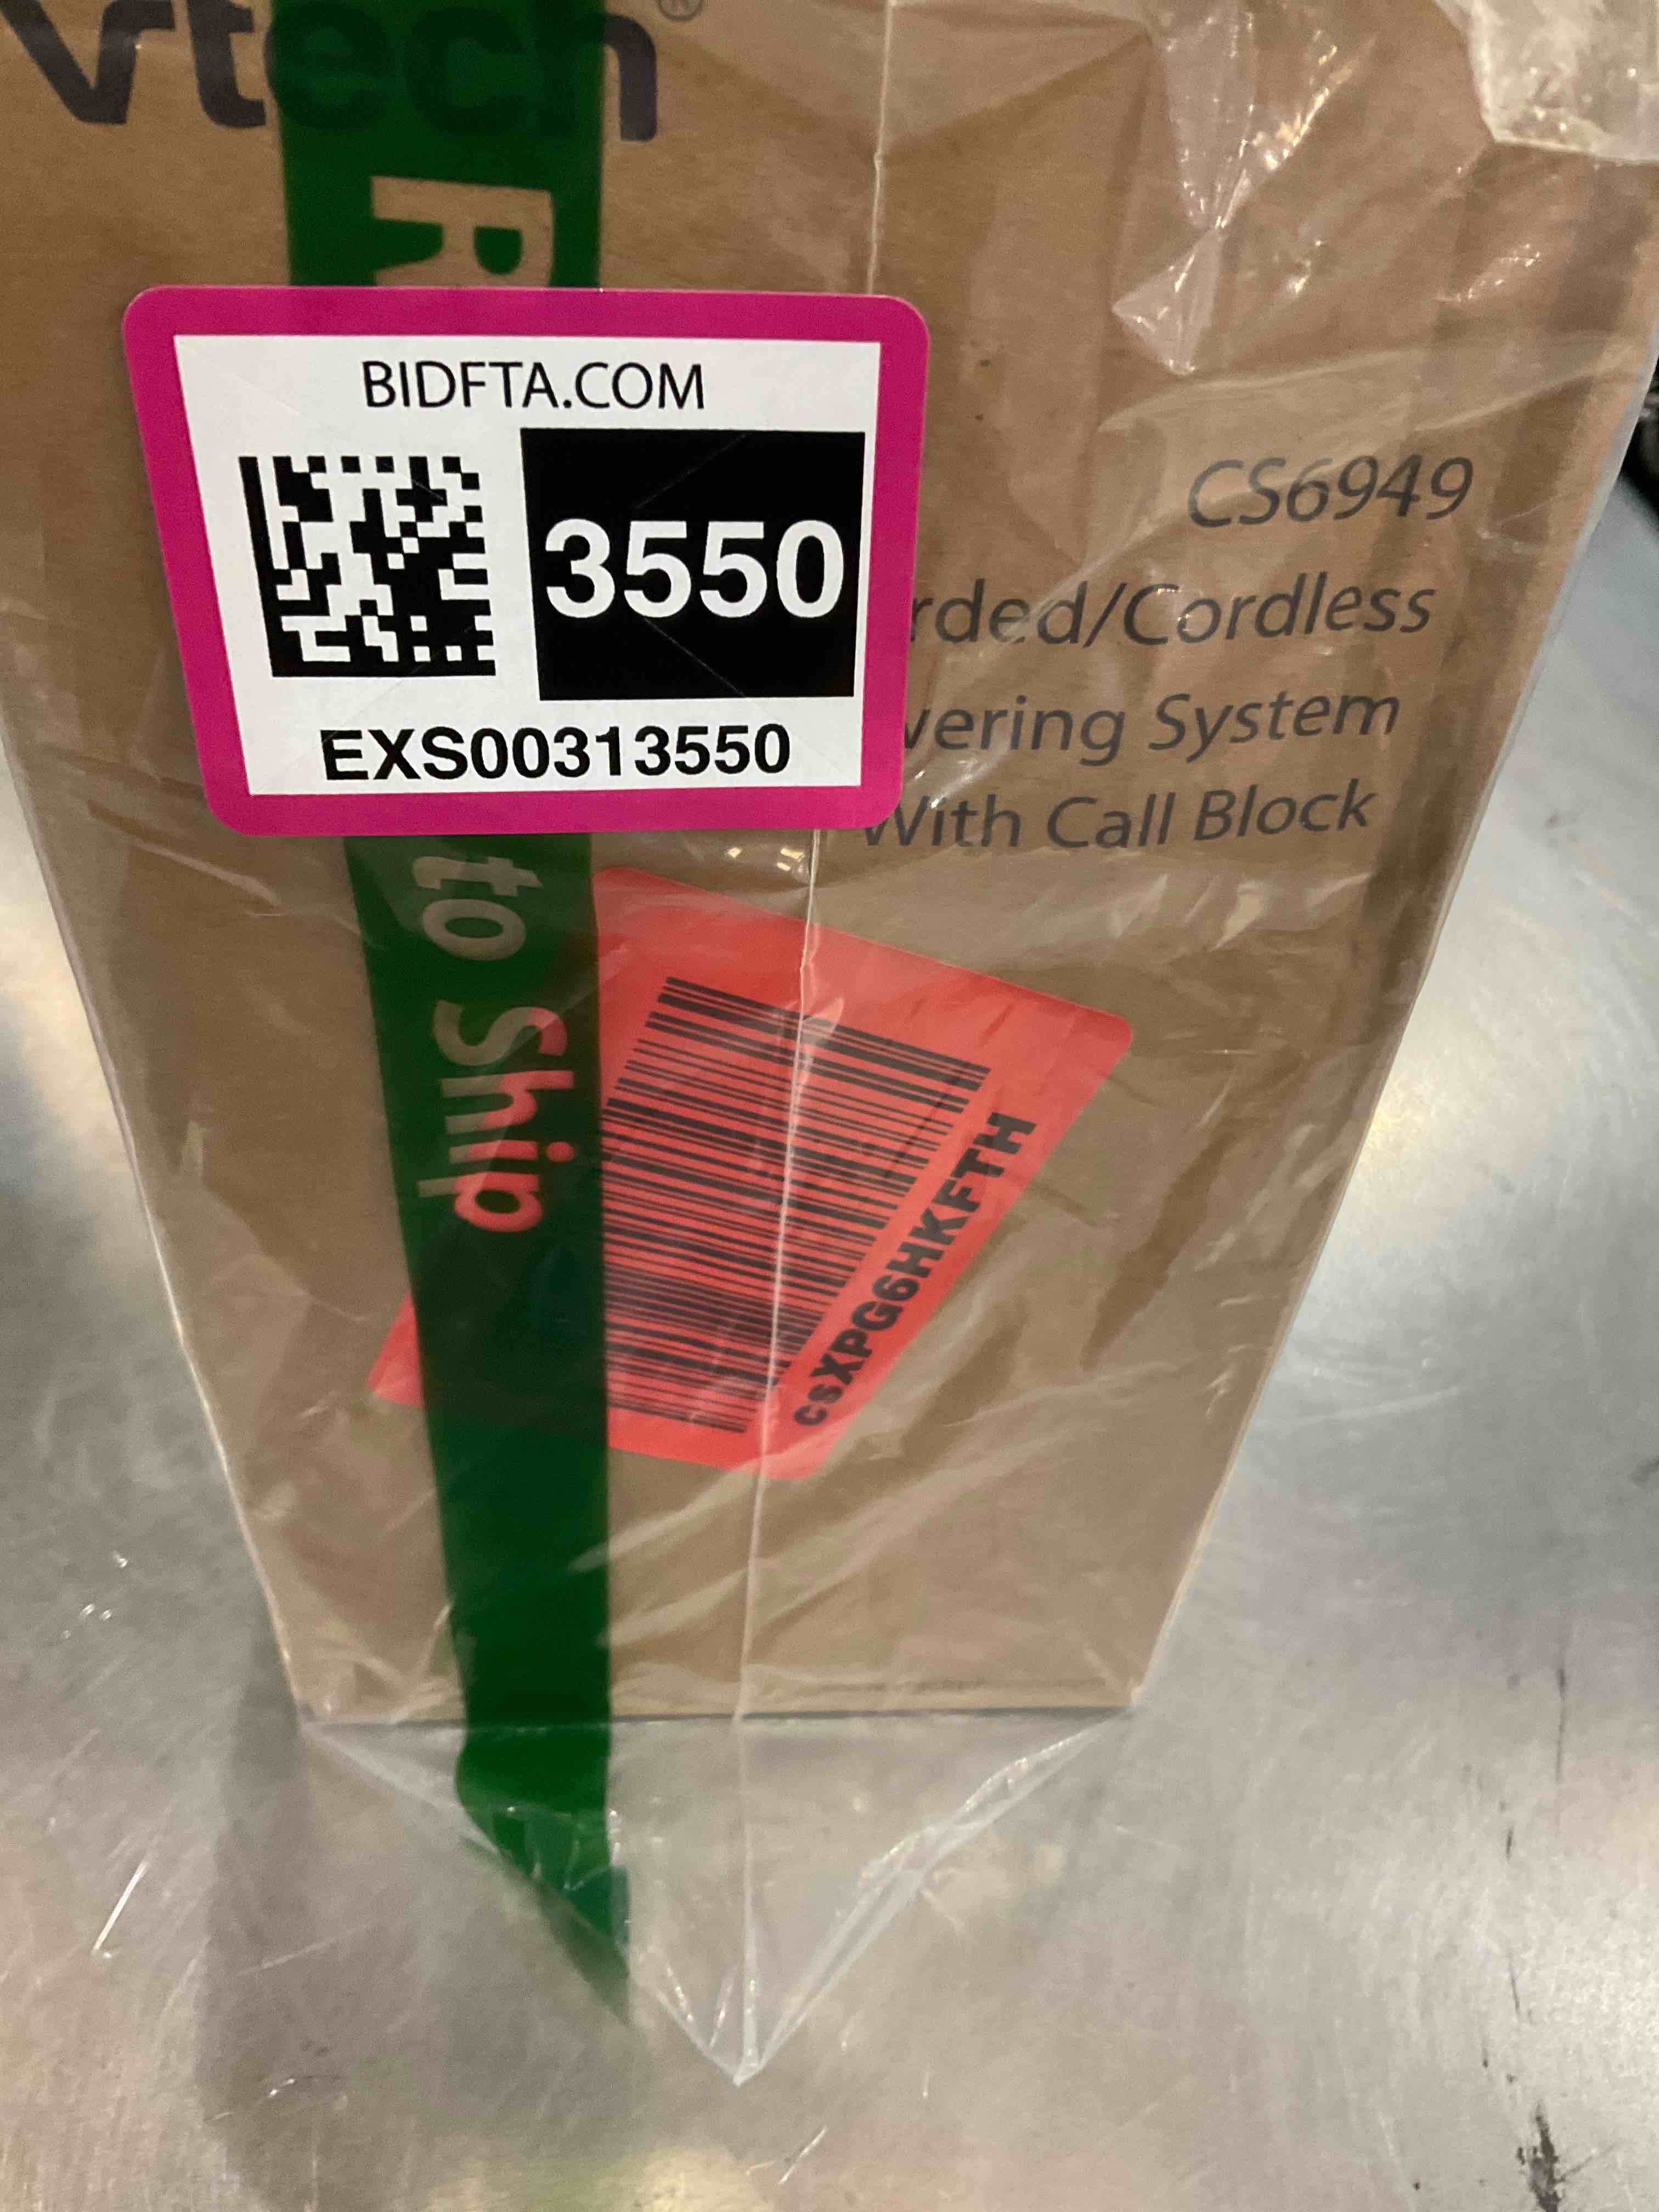 vtech®
R
BIDFTA.COM
3550
EXS00313550
CS6949
rded/Cordless
wering System
With Call Block
to Ship
csXPG6HKFTH